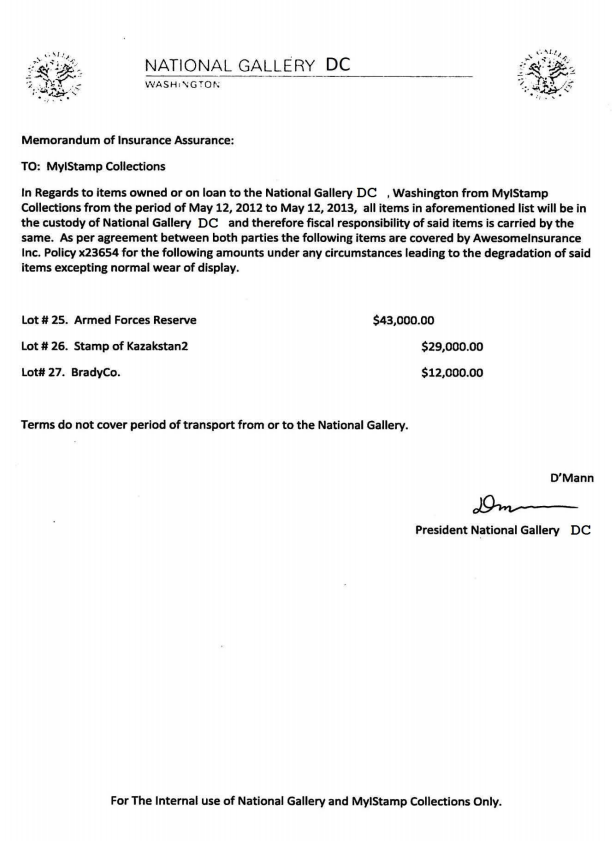 NATIONAL GALLERY DC
WASHINGTON
Memorandum of Insurance Assurance:
TO: MyIStamp Collections
In Regards to items owned or on loan to the National Gallery DC , Washington from MyIStamp
Collections from the period of May 12, 2012 to May 12, 2013, all items in aforementioned list will be in
the custody of National Gallery DC and therefore fiscal responsibility of said items is carried by the
same. As per agreement between both parties the following items are covered by AwesomeInsurance
Inc. Policy x23654 for the following amounts under any circumstances leading to the degradation of said
items excepting normal wear of display.
Lot # 25. Armed Forces Reserve $43,000.00
Lot # 26. Stamp of Kazakstan2 $29,000.00
Lot# 27. BradyCo. $12,000.00
Terms do not cover period of transport from or to the National Gallery.
D'Mann
Dm
President National Gallery DC
For The Internal use of National Gallery and MyIStamp Collections Only.